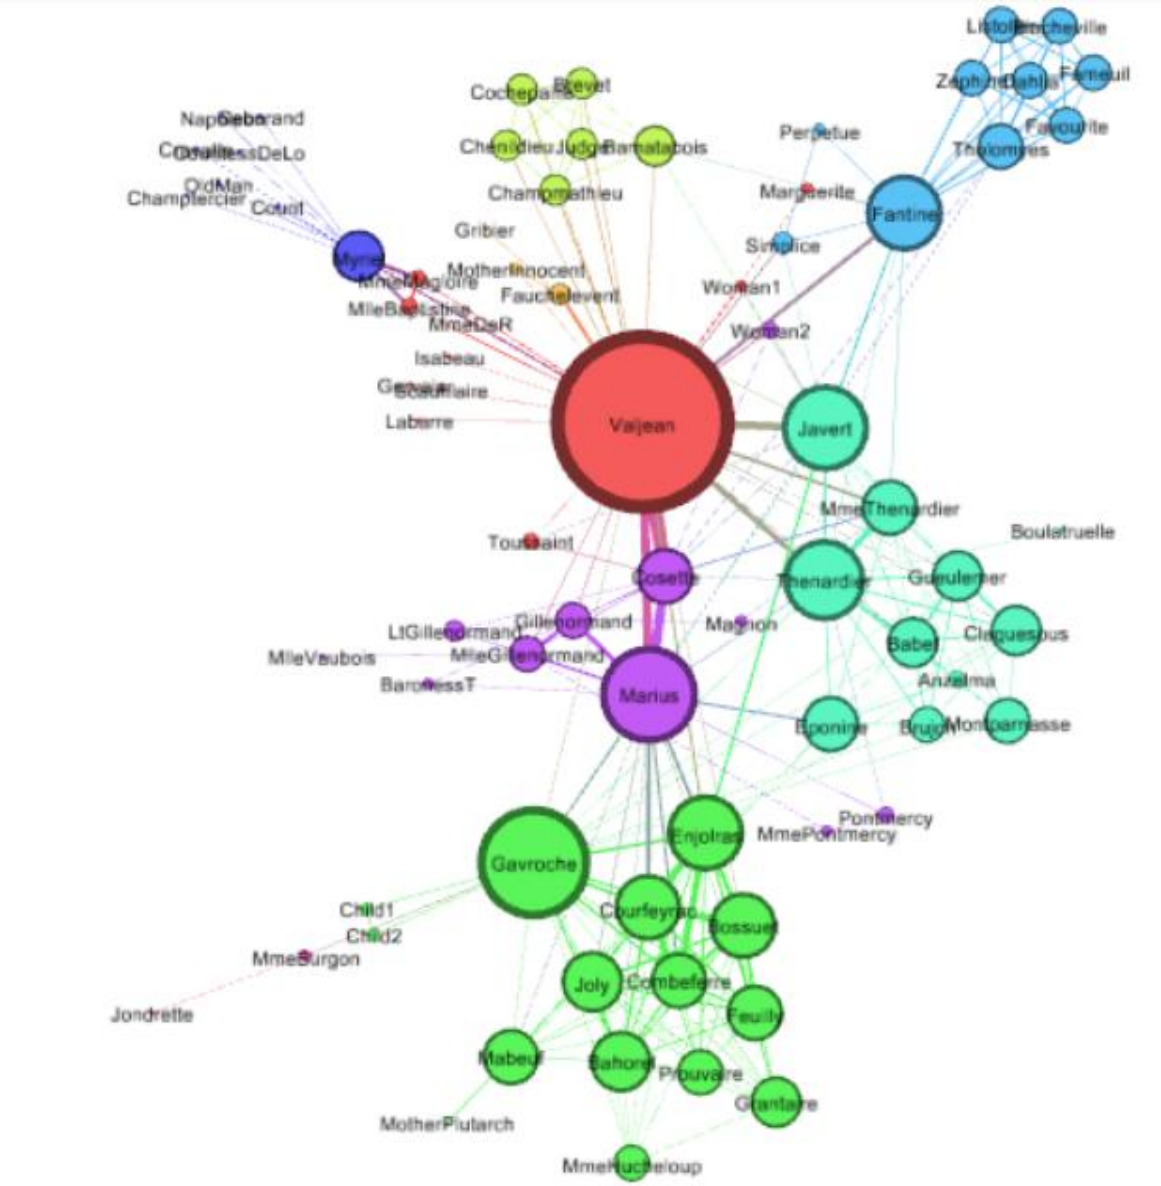 Listolier
Blacheville
Zephine
Dahlia
Fameuil
Favourite
Tholomyes
Cochepaille
Brevet
Chenildieu
Judge
Bamatabois
Champmathieu
Perpetue
Marguerite
Fantine
Simplice
Napoleon
Geborand
CountessDeLo
OldMan
Champtercier
Count
Myriel
Gribier
MotherInnocent
Fauchelevent
MmeMagloire
MlleBaptistine
MmeDeR
Woman1
Woman2
Isabeau
Gervais
Scaufflaire
Labarre
Valjean
Javert
MmeThenardier
Boulatruelle
Toussaint
Cosette
Thenardier
Gueulemer
Gillenormand
Magnon
LtGillenormand
Claquesous
Babet
MlleVaubois
MlleGillenormand
BaronessT
Anzelma
Marius
Eponine
Brujon
Montparnasse
Pontmercy
MmePontmercy
Enjolras
Gavroche
Child1
Child2
Courfeyrac
Bossuet
MmeBurgon
Joly
Combeferre
Jondrette
Feuilly
Mabeuf
Bahorel
Prouvaire
Grantaire
MotherPlutarch
MmeHucheloup